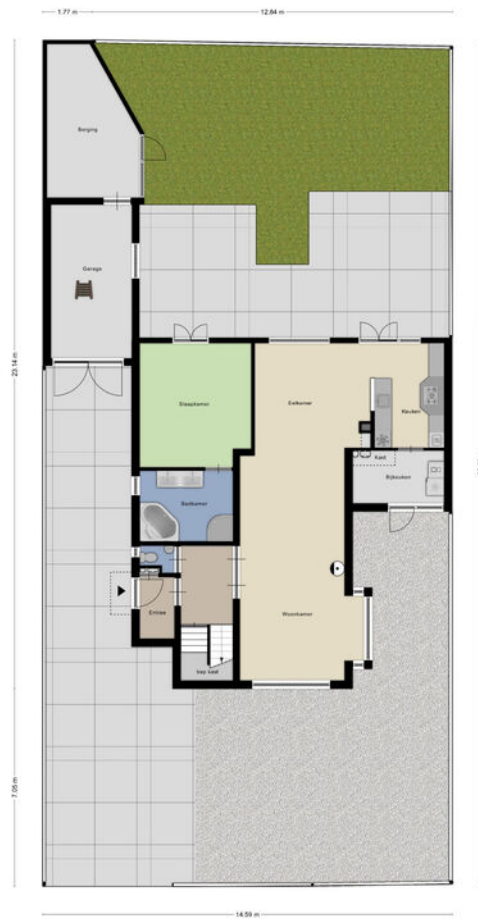 1.77 m
12.84 m
Berging
Garage
23.14 m
Slaapkamer
Eetkamer
Keuken
Kast
Bijkeuken
Badkamer
Entree
Woonkamer
trap kast
7.05 m
14.59 m